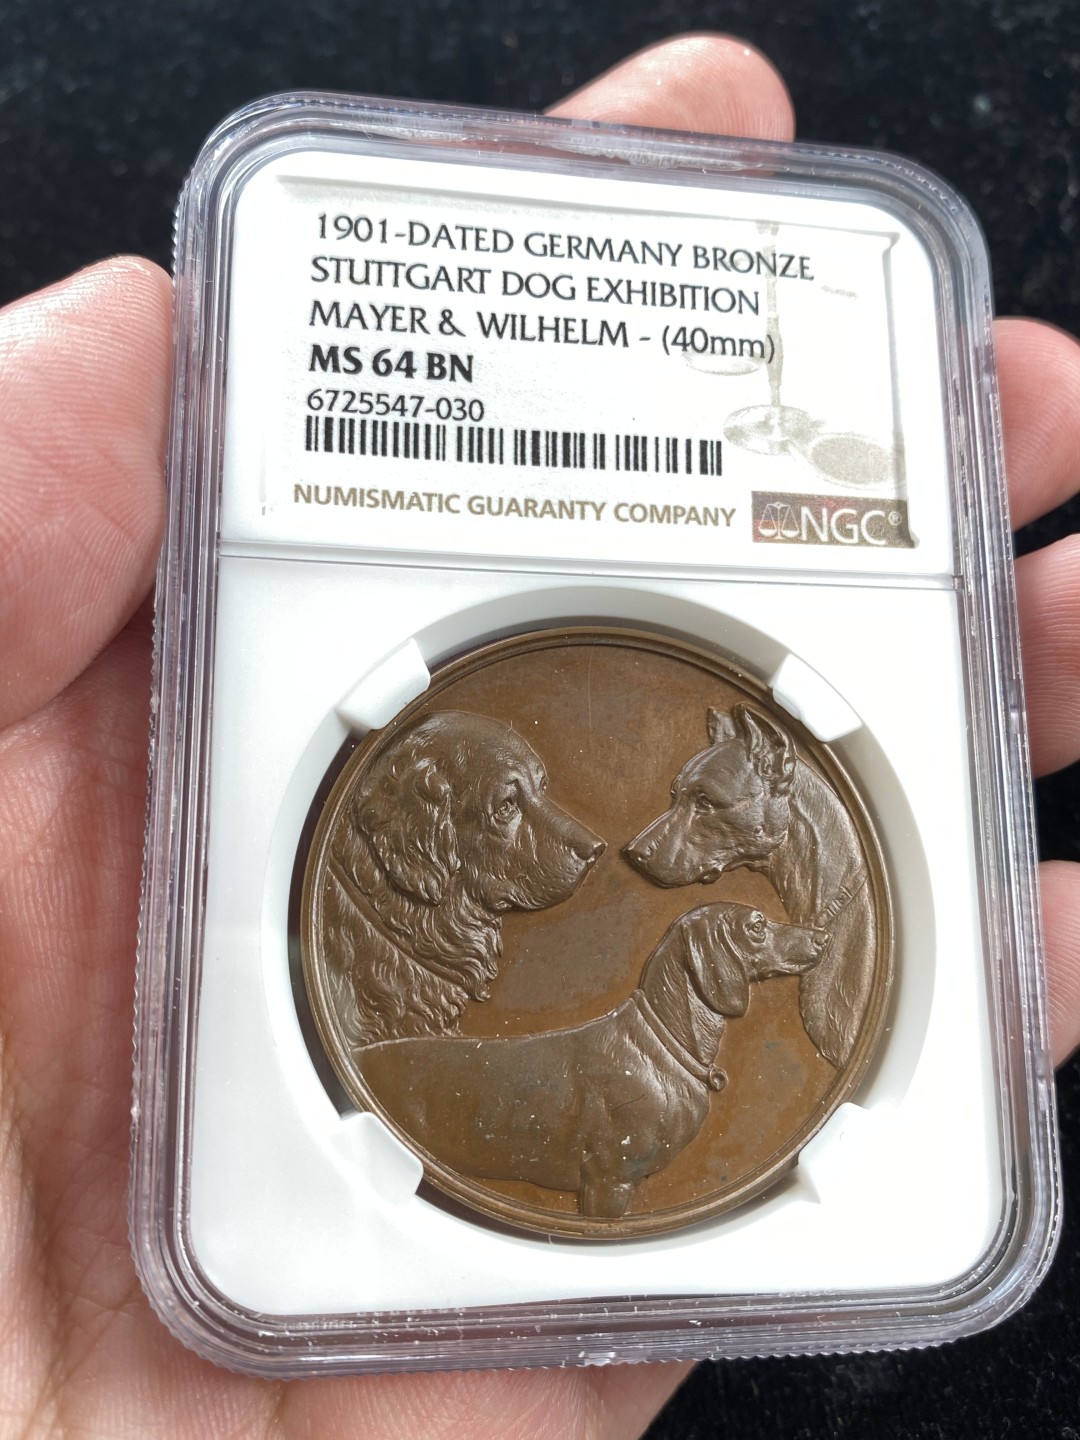 1901-DATED GERMANY BRONZE
STUTTGART DOG EXHIBITION
MAYER & WILHELM - (40mm)
MS 64 BN
6725547-030
NUMISMATIC GUARANTY COMPANY
NGC®